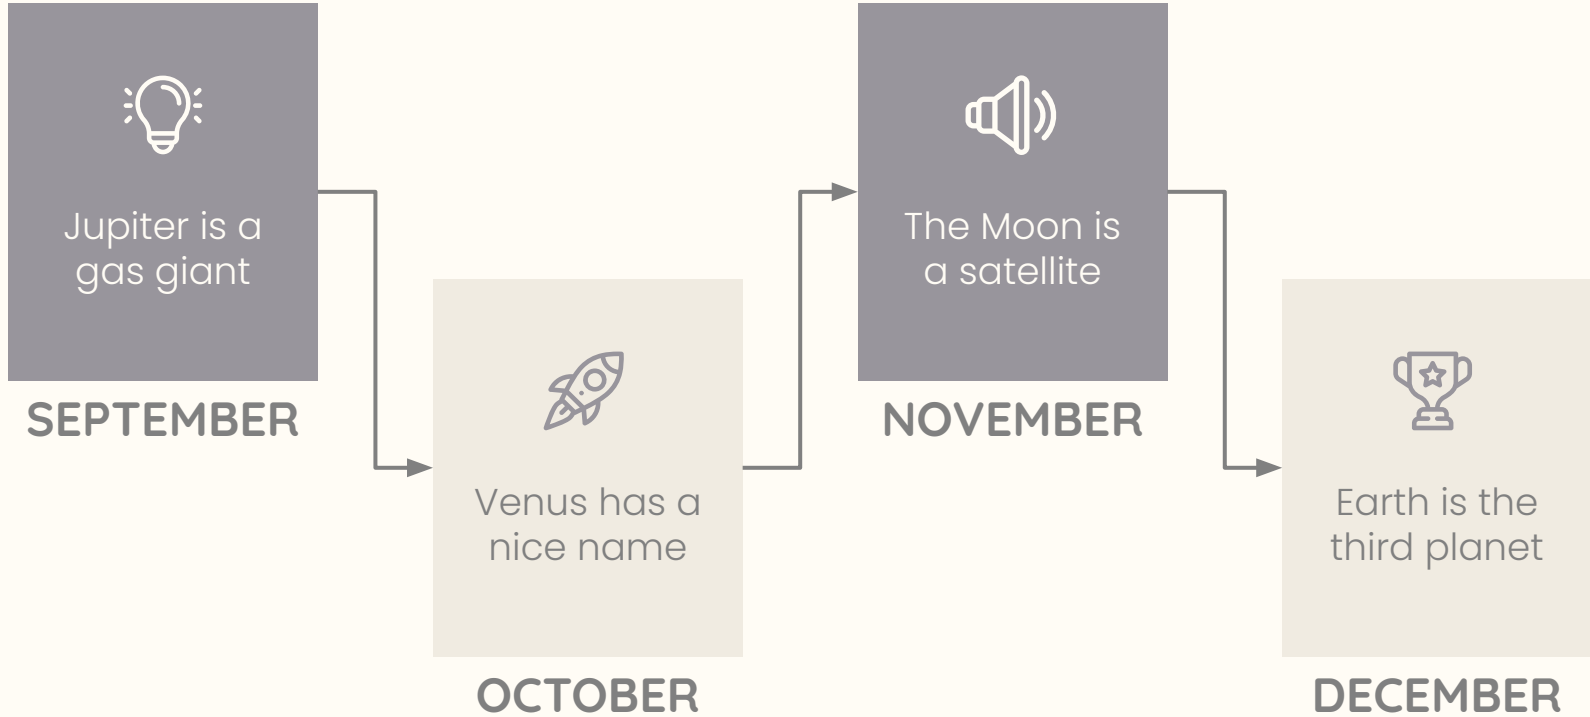 Jupiter is a
gas giant
SEPTEMBER
Venus has a
nice name
OCTOBER
The Moon is
a satellite
NOVEMBER
Earth is the
third planet
DECEMBER